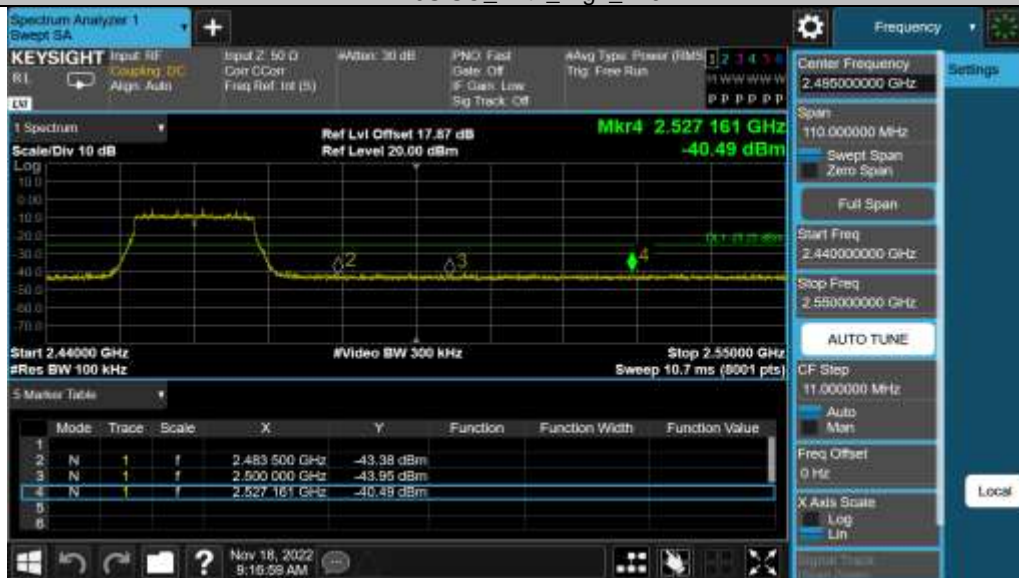 Spectrum Analyzer 1
Swept SA
+
Frequency
KEYSIGHT
Input: RF
Coupling: DC
Align: Auto
Input Z: 50 Ω
Corr CCorr
Freq Ref: Int (S)
#Atten: 30 dB
PNO: Fast
Gate: Off
IF Gain: Low
Sig Track: Off
#Avg Type: Power (RMS)
Trig: Free Run
1 2 3 4 5 6
P P P P P P
LXI
Center Frequency
2.495000000 GHz
Settings
Span
110.000000 MHz
Swept Span
Zero Span
Full Span
Start Freq
2.440000000 GHz
Stop Freq
2.550000000 GHz
AUTO TUNE
CF Step
11.000000 MHz
Auto
Man
Freq Offset
0 Hz
X Axis Scale
Log
Lin
Local
1 Spectrum
Scale/Div 10 dB
Log
Ref Lvl Offset 17.87 dB
Ref Level 20.00 dBm
Mkr4 2.527 161 GHz
-40.49 dBm
10.0
0.00
-10.0
-20.0
-30.0
-40.0
-50.0
-60.0
-70.0
2
3
4
Start 2.44000 GHz
#Res BW 100 kHz
#Video BW 300 kHz
Stop 2.55000 GHz
Sweep 10.7 ms (8001 pts)
5 Marker Table
Mode Trace Scale X Y Function Function Width Function Value
1
2 N 1 f 2.483 500 GHz -43.38 dBm
3 N 1 f 2.500 000 GHz -43.95 dBm
4 N 1 f 2.527 161 GHz -40.49 dBm
5
6
?
Nov 18, 2022
9:16:59 AM